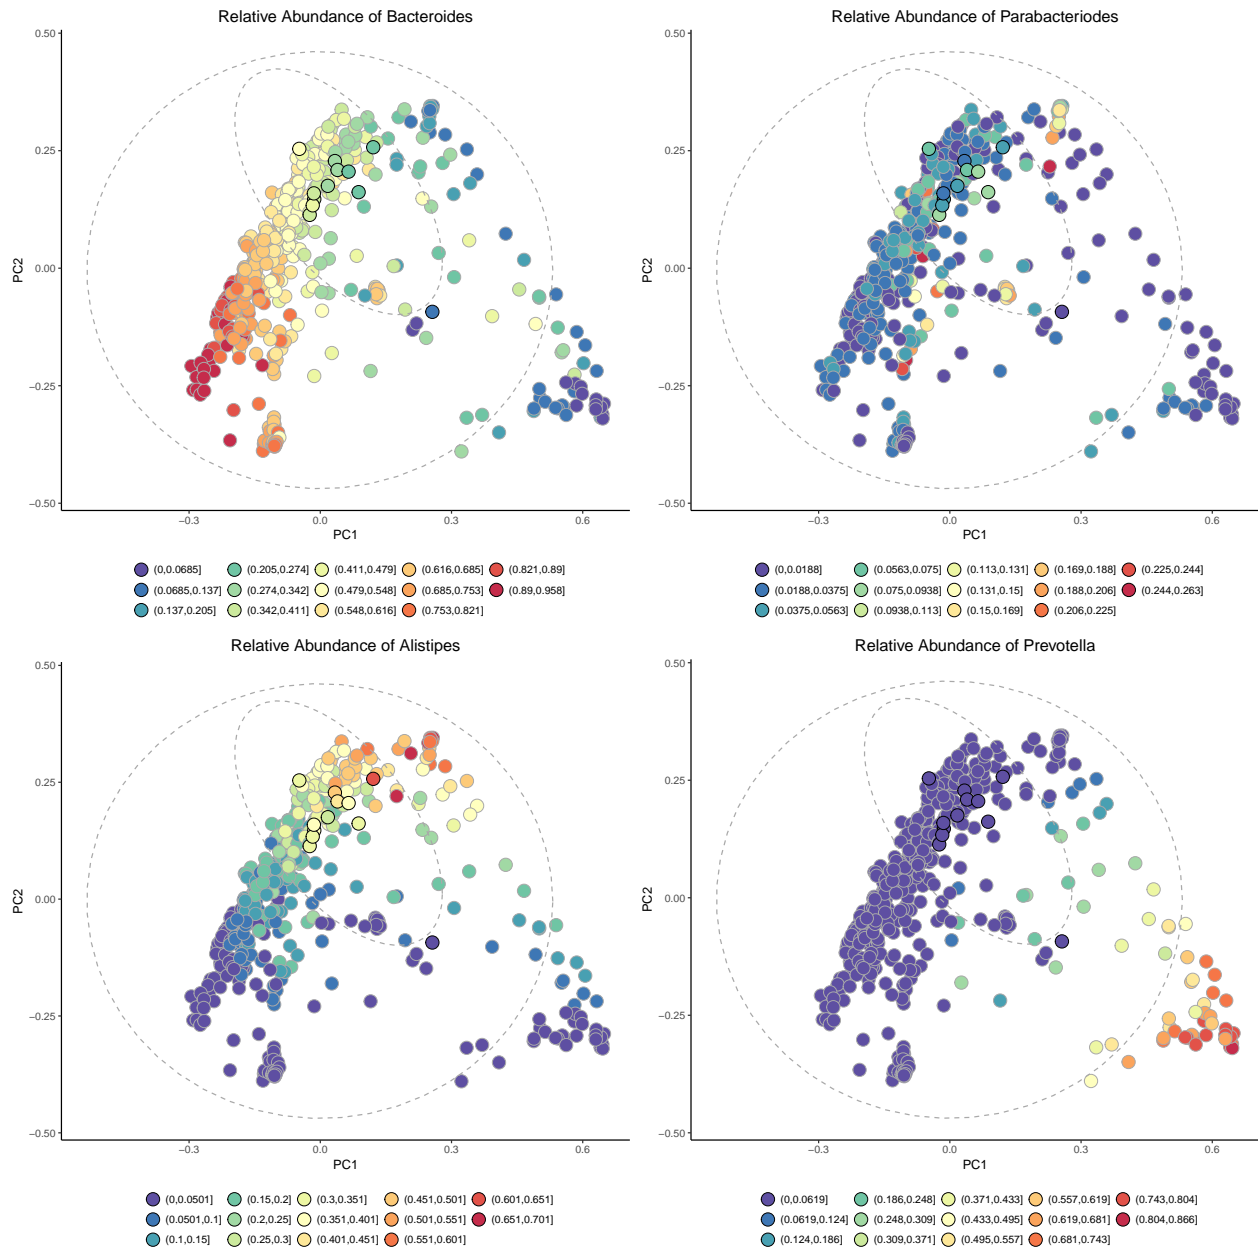 Relative Abundance of Bacteroides
0.50
0.25
0.00
−0.25
−0.50
PC2
−0.3 0.0 0.3 0.6
PC1
(0,0.0685] (0.205,0.274] (0.411,0.479] (0.616,0.685] (0.821,0.89]
(0.0685,0.137] (0.274,0.342] (0.479,0.548] (0.685,0.753] (0.89,0.958]
(0.137,0.205] (0.342,0.411] (0.548,0.616] (0.753,0.821]
Relative Abundance of Parabacteriodes
0.50
0.25
0.00
−0.25
−0.50
PC2
−0.3 0.0 0.3 0.6
PC1
(0,0.0188] (0.0563,0.075] (0.113,0.131] (0.169,0.188] (0.225,0.244]
(0.0188,0.0375] (0.075,0.0938] (0.131,0.15] (0.188,0.206] (0.244,0.263]
(0.0375,0.0563] (0.0938,0.113] (0.15,0.169] (0.206,0.225]
Relative Abundance of Alistipes
0.50
0.25
0.00
−0.25
−0.50
PC2
−0.3 0.0 0.3 0.6
PC1
(0,0.0501] (0.15,0.2] (0.3,0.351] (0.451,0.501] (0.601,0.651]
(0.0501,0.1] (0.2,0.25] (0.351,0.401] (0.501,0.551] (0.651,0.701]
(0.1,0.15] (0.25,0.3] (0.401,0.451] (0.551,0.601]
Relative Abundance of Prevotella
0.50
0.25
0.00
−0.25
−0.50
PC2
−0.3 0.0 0.3 0.6
PC1
(0,0.0619] (0.186,0.248] (0.371,0.433] (0.557,0.619] (0.743,0.804]
(0.0619,0.124] (0.248,0.309] (0.433,0.495] (0.619,0.681] (0.804,0.866]
(0.124,0.186] (0.309,0.371] (0.495,0.557] (0.681,0.743]